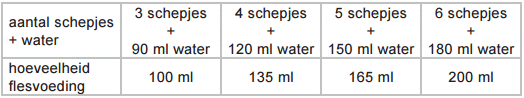 aantal schepjes
+ water
3 schepjes
+
90 ml water
4 schepjes
+
120 ml water
5 schepjes
+
150 ml water
6 schepjes
+
180 ml water
hoeveelheid
flesvoeding
100 ml
135 ml
165 ml
200 ml